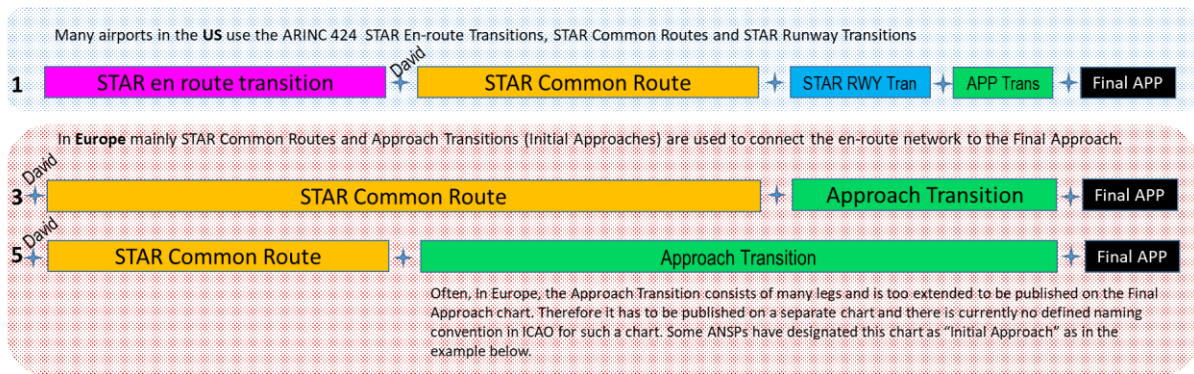 Many airports in the US use the ARINC 424 STAR En-route Transitions, STAR Common Routes and STAR Runway Transitions
David
1 STAR en route transition STAR Common Route STAR RWY Tran APP Trans Final APP
In Europe mainly STAR Common Routes and Approach Transitions (Initial Approaches) are used to connect the en-route network to the Final Approach.
David
3 STAR Common Route Approach Transition Final APP
David
5 STAR Common Route Approach Transition Final APP
Often, In Europe, the Approach Transition consists of many legs and is too extended to be published on the Final
Approach chart. Therefore it has to be published on a separate chart and there is currently no defined naming
convention in ICAO for such a chart. Some ANSPs have designated this chart as “Initial Approach” as in the
example below.